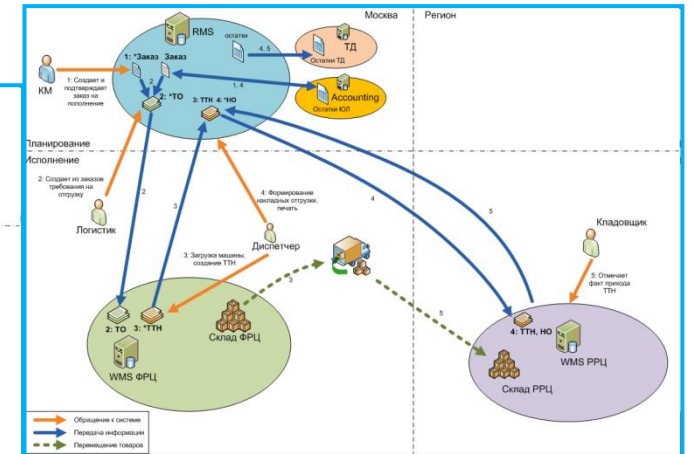 Москва
Регион
RMS
остатки
1: *Заказ
Заказ
4, 5
ТД
Остатки ТД
КМ
1: Создает и
подтверждает
заказ на
пополнение
2
2: *ТО
3: ТТН
4: *НО
1, 4
Accounting
Остатки ЮЛ
Планирование
Исполнение
2: Создает из заказов
требования на
отгрузку
Логистик
2
3
4: Формирование
накладных отгрузки,
печать
Диспетчер
3: Загрузка машины,
создание ТТН
4
5
Кладовщик
5: Отмечает
факт прихода
ТТН
3
5
2: ТО
3: *ТТН
Склад ФРЦ
WMS ФРЦ
4: ТТН, НО
WMS РРЦ
Склад РРЦ
Обращение к системе
Передача информации
Перемещение товаров